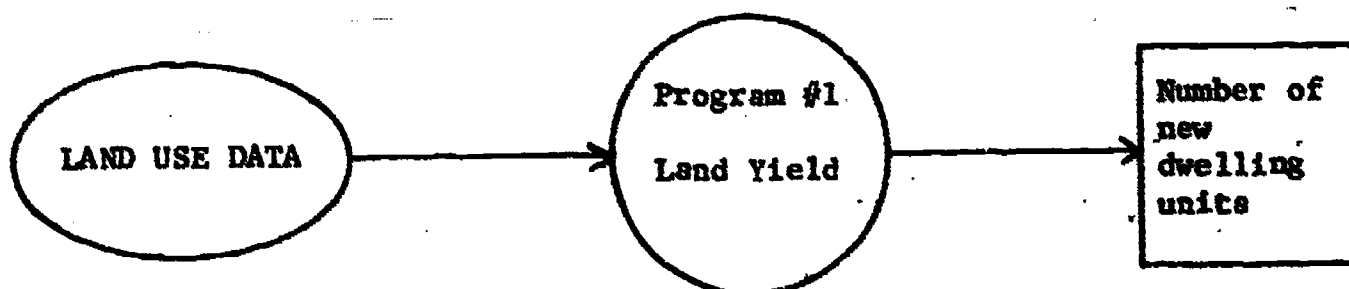 LAND USE DATA
Program #1
Land Yield
Number of
new
dwelling
units